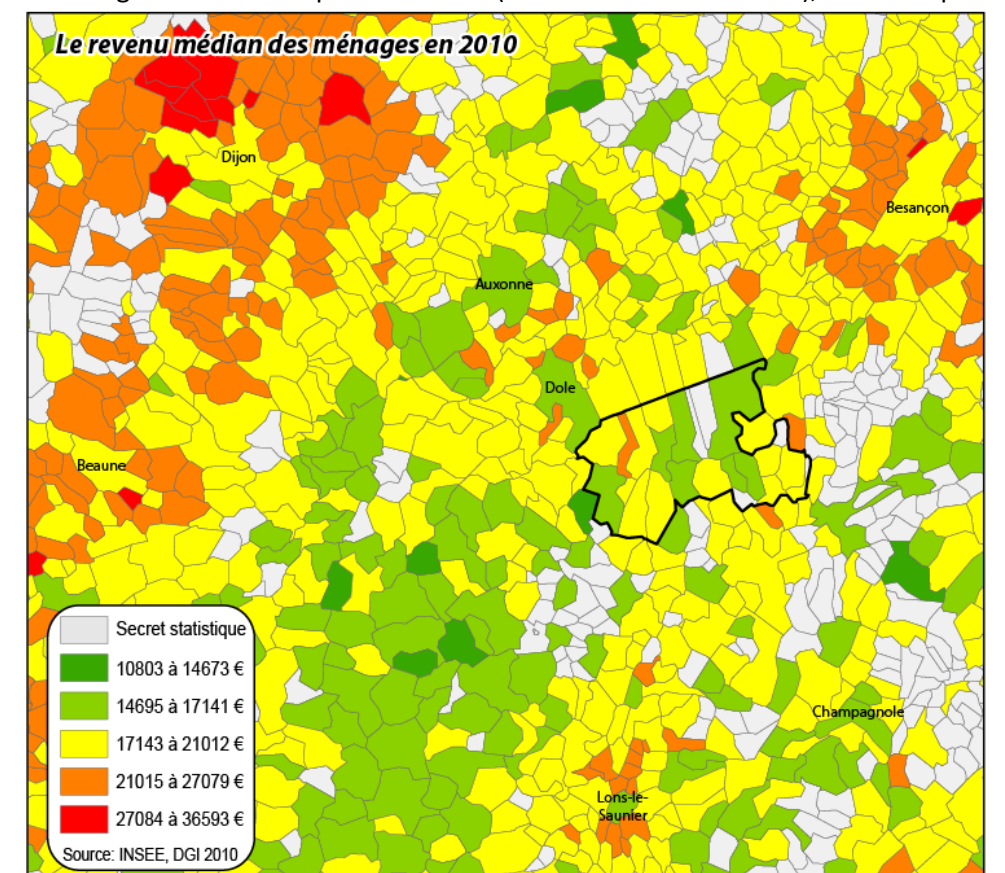 Le revenu médian des ménages en 2010
Dijon
Besançon
Auxonne
Dole
Beaune
Champagnole
Lons-le-
Saunier
Secret statistique
10803 à 14673 €
14695 à 17141 €
17143 à 21012 €
21015 à 27079 €
27084 à 36593 €
Source: INSEE, DGI 2010